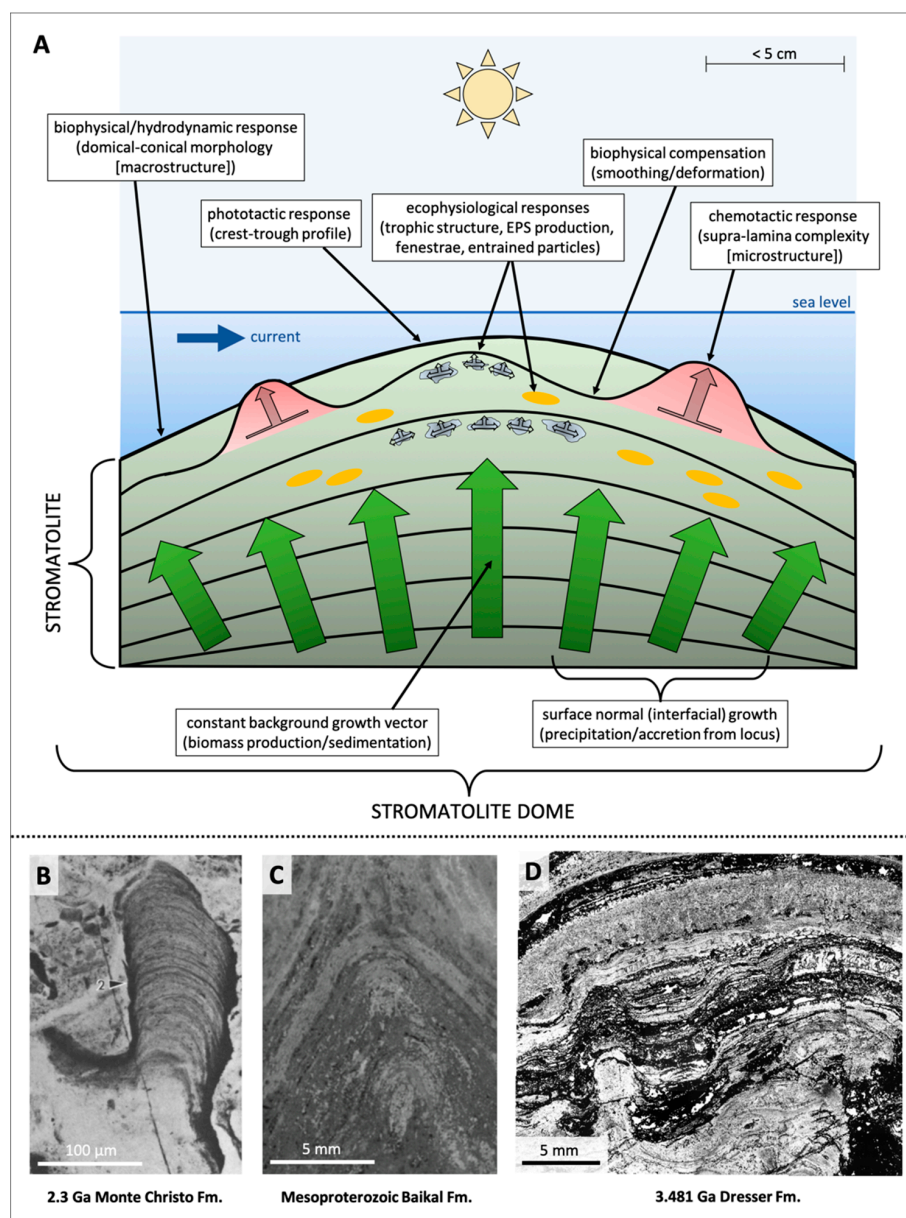 A
< 5 cm
biophysical/hydrodynamic response
(domical-conical morphology
[macrostructure])
phototactic response
(crest-trough profile)
ecophysiological responses
(trophic structure, EPS production,
fenestrae, entrained particles)
biophysical compensation
(smoothing/deformation)
chemotactic response
(supra-lamina complexity
[microstructure])
sea level
current
STROMATOLITE
constant background growth vector
(biomass production/sedimentation)
surface normal (interfacial) growth
(precipitation/accretion from locus)
STROMATOLITE DOME
B
2
100 µm
2.3 Ga Monte Christo Fm.
C
5 mm
Mesoproterozoic Baikal Fm.
D
5 mm
3.481 Ga Dresser Fm.